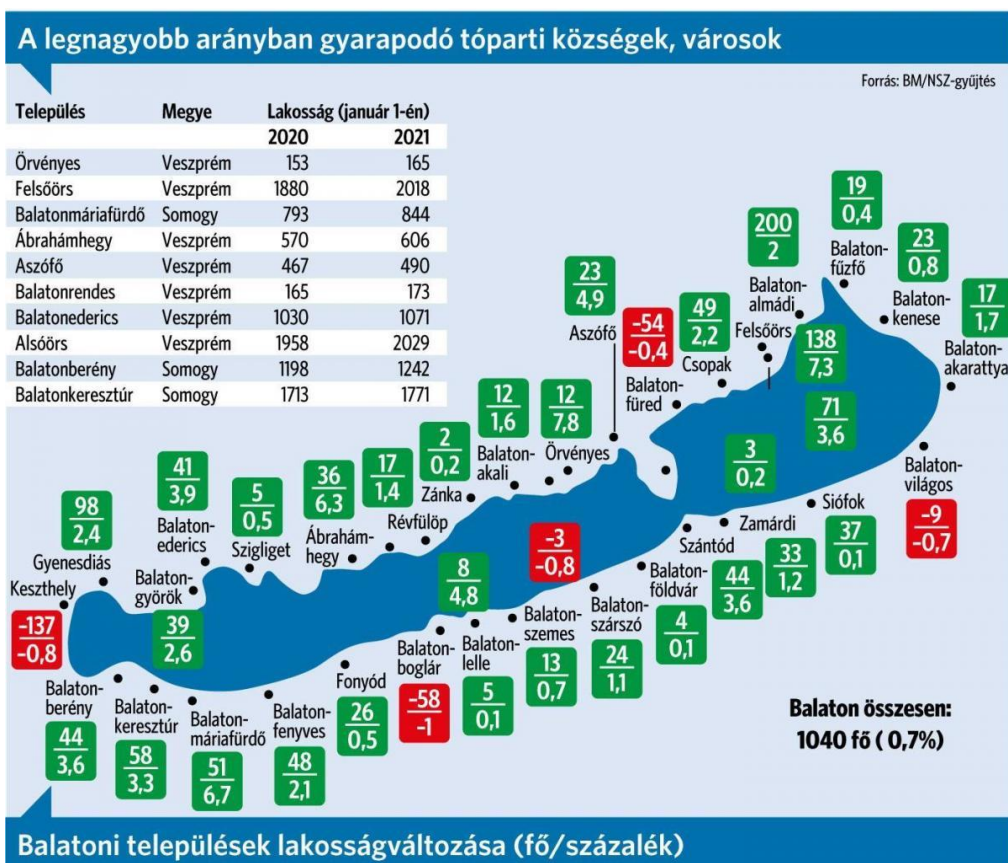 A legnagyobb arányban gyarapodó tóparti községek, városok
Forrás: BM/NSZ-gyűjtés
Település Megye Lakosság (január 1-én)
2020 2021
Örvényes Veszprém 153 165
Felsőörs Veszprém 1880 2018
Balatonmáriafürdő Somogy 793 844
Ábrahámhegy Veszprém 570 606
Aszófő Veszprém 467 490
Balatonrendes Veszprém 165 173
Balatonederics Veszprém 1030 1071
Alsóörs Veszprém 1958 2029
Balatonberény Somogy 1198 1242
Balatonkeresztúr Somogy 1713 1771
-137
-0,8
Keszthely
98
2,4
Gyenesdiás
Balaton-
györök
39
2,6
41
3,9
Balaton-
ederics
5
0,5
Szigliget
36
6,3
Ábrahám-
hegy
17
1,4
Révfülöp
2
0,2
Zánka
12
1,6
Balaton-
akali
12
7,8
Örvényes
23
4,9
Aszófő
-54
-0,4
Balaton-
füred
49
2,2
Csopak
Felsőörs
200
2
Balaton-
almádi
138
7,3
71
3,6
19
0,4
Balaton-
fűzfő
23
0,8
Balaton-
kenese
17
1,7
Balaton-
akarattya
Balaton-
világos
-9
-0,7
3
0,2
-3
-0,8
8
4,8
Siófok
37
0,1
Zamárdi
33
1,2
Szántód
44
3,6
Balaton-
földvár
4
0,1
Balaton-
szárszó
24
1,1
Balaton-
szemes
13
0,7
Balaton-
lelle
5
0,1
Balaton-
boglár
-58
-1
Fonyód
26
0,5
Balaton-
fenyves
48
2,1
Balaton-
máriafürdő
51
6,7
Balaton-
keresztúr
58
3,3
Balaton-
berény
44
3,6
Balaton összesen:
1040 fő ( 0,7%)
Balatoni települések lakosságváltozása (fő/százalék)